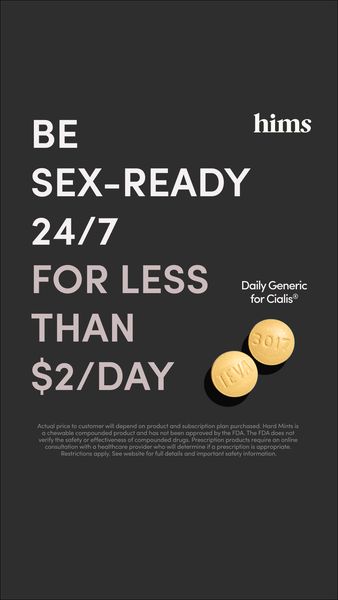 hims
BE
SEX-READY
24/7
FOR LESS
THAN
$2/DAY
Daily Generic
for Cialis®
3017
TEVA
Actual price to customer will depend on product and subscription plan purchased. Hard Mints is
a chewable compounded product and has not been approved by the FDA. The FDA does not
verify the safety or effectiveness of compounded drugs. Prescription products require an online
consultation with a healthcare provider who will determine if a prescription is appropriate.
Restrictions apply. See website for full details and important safety information.